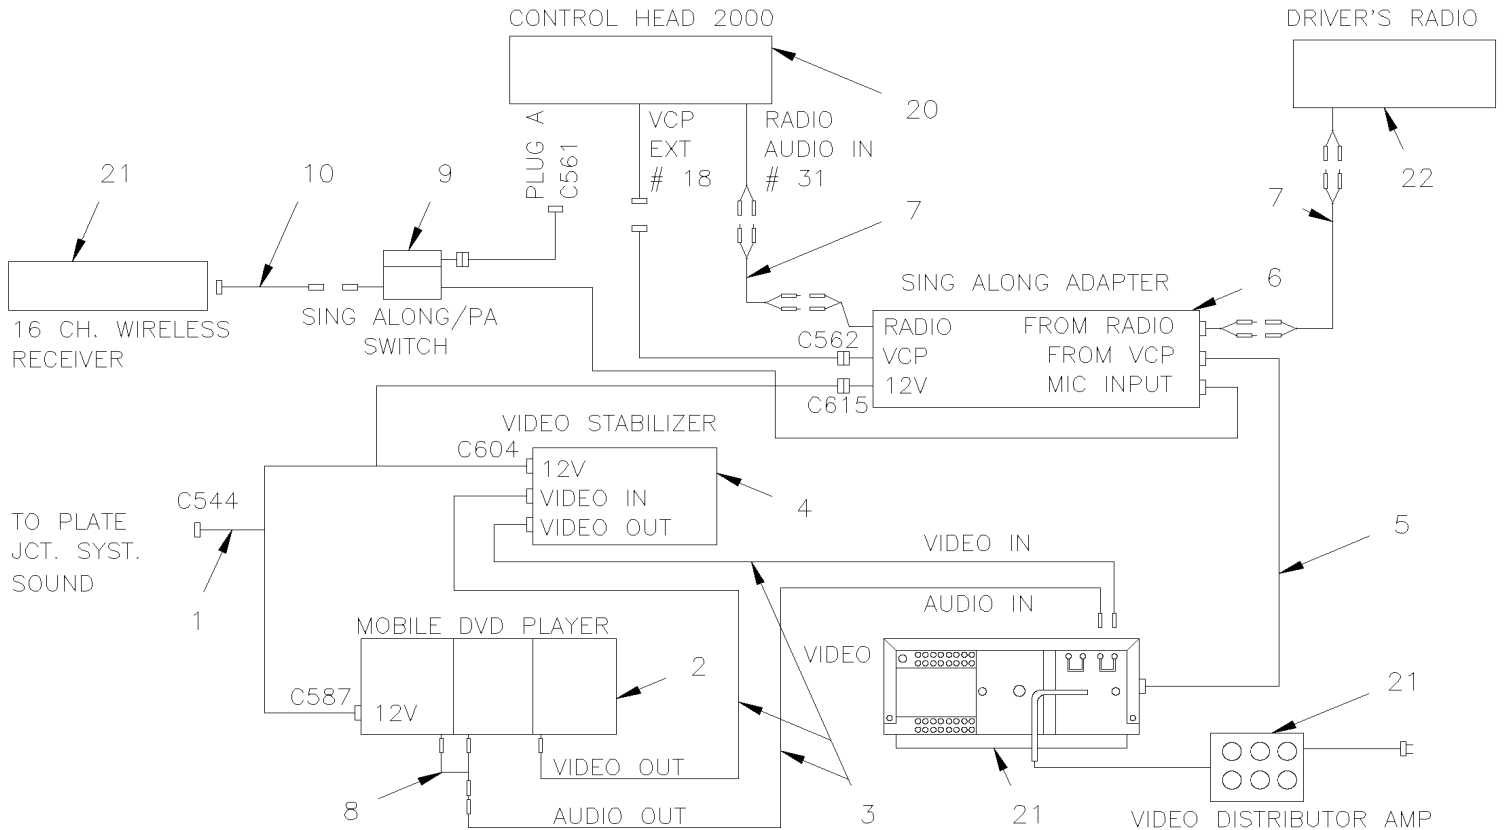 CONTROL HEAD 2000
DRIVER'S RADIO
20
22
PLUG A
C561
VCP
EXT
# 18
RADIO
AUDIO IN
# 31
21
10
9
7
7
16 CH. WIRELESS
RECEIVER
SING ALONG/PA
SWITCH
SING ALONG ADAPTER
6
C562
RADIO
VCP
12V
FROM RADIO
FROM VCP
MIC INPUT
C615
VIDEO STABILIZER
C604
12V
VIDEO IN
VIDEO OUT
4
C544
TO PLATE
JCT. SYST.
SOUND
1
5
VIDEO IN
AUDIO IN
MOBILE DVD PLAYER
2
VIDEO
C587
12V
21
VIDEO OUT
8
AUDIO OUT
3
21
VIDEO DISTRIBUTOR AMP